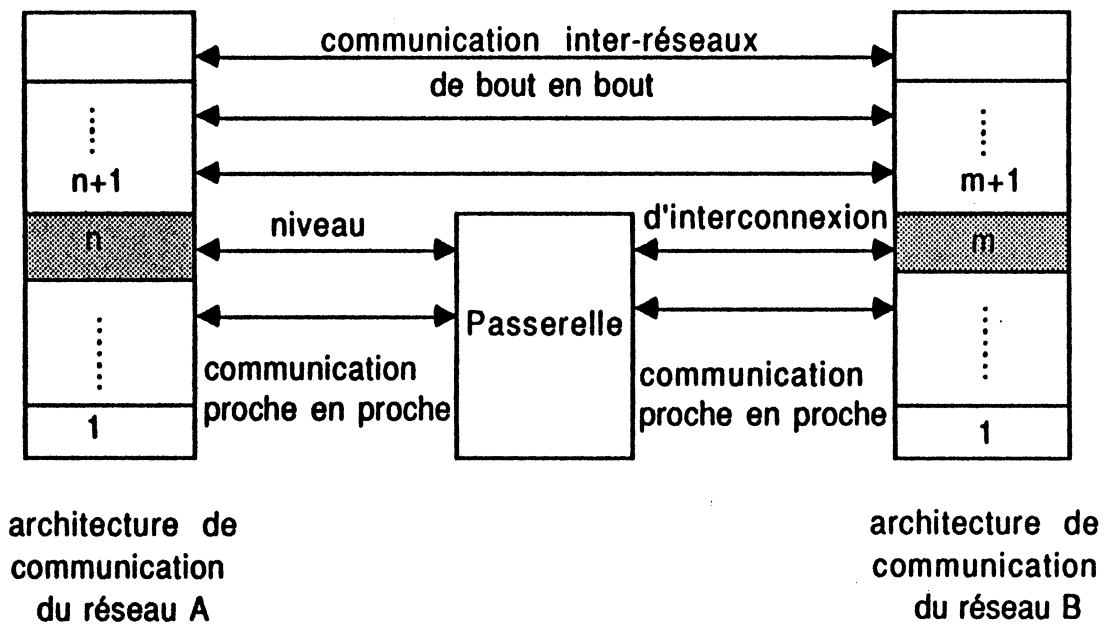 communication inter-réseaux
de bout en bout
n+1
m+1
niveau
d'interconnexion
n
m
Passerelle
communication
proche en proche
communication
proche en proche
1
1
architecture de
communication
du réseau A
architecture de
communication
du réseau B